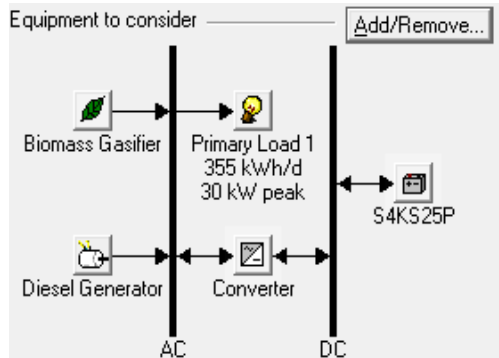 Equipment to consider
Add/Remove...
Biomass Gasifier
Primary Load 1
355 kWh/d
30 kW peak
S4KS25P
Diesel Generator
Converter
AC
DC